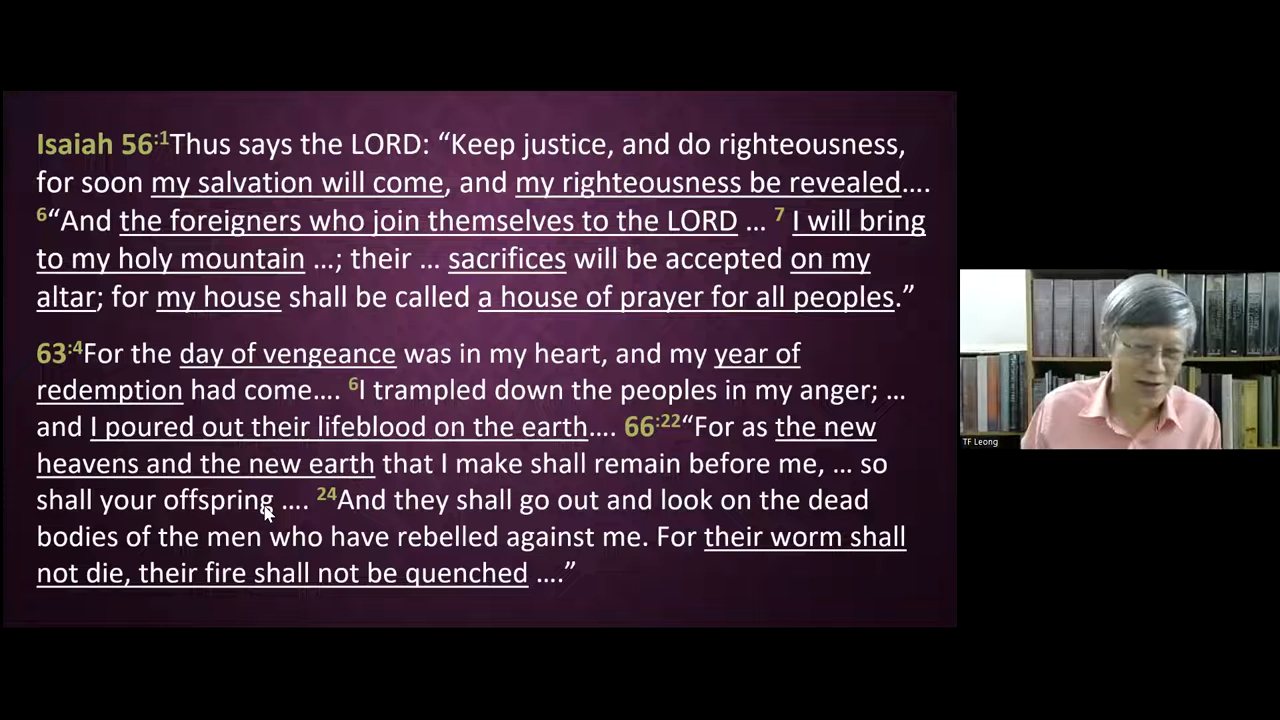 Isaiah 56:1Thus says the LORD: “Keep justice, and do righteousness,
for soon my salvation will come, and my righteousness be revealed….
6“And the foreigners who join themselves to the LORD … 7 I will bring
to my holy mountain …; their … sacrifices will be accepted on my
altar; for my house shall be called a house of prayer for all peoples.”
63:4For the day of vengeance was in my heart, and my year of
redemption had come…. 6I trampled down the peoples in my anger; …
and I poured out their lifeblood on the earth…. 66:22“For as the new
heavens and the new earth that I make shall remain before me, … so
shall your offspring …. 24And they shall go out and look on the dead
bodies of the men who have rebelled against me. For their worm shall
not die, their fire shall not be quenched ….”
TF Leong